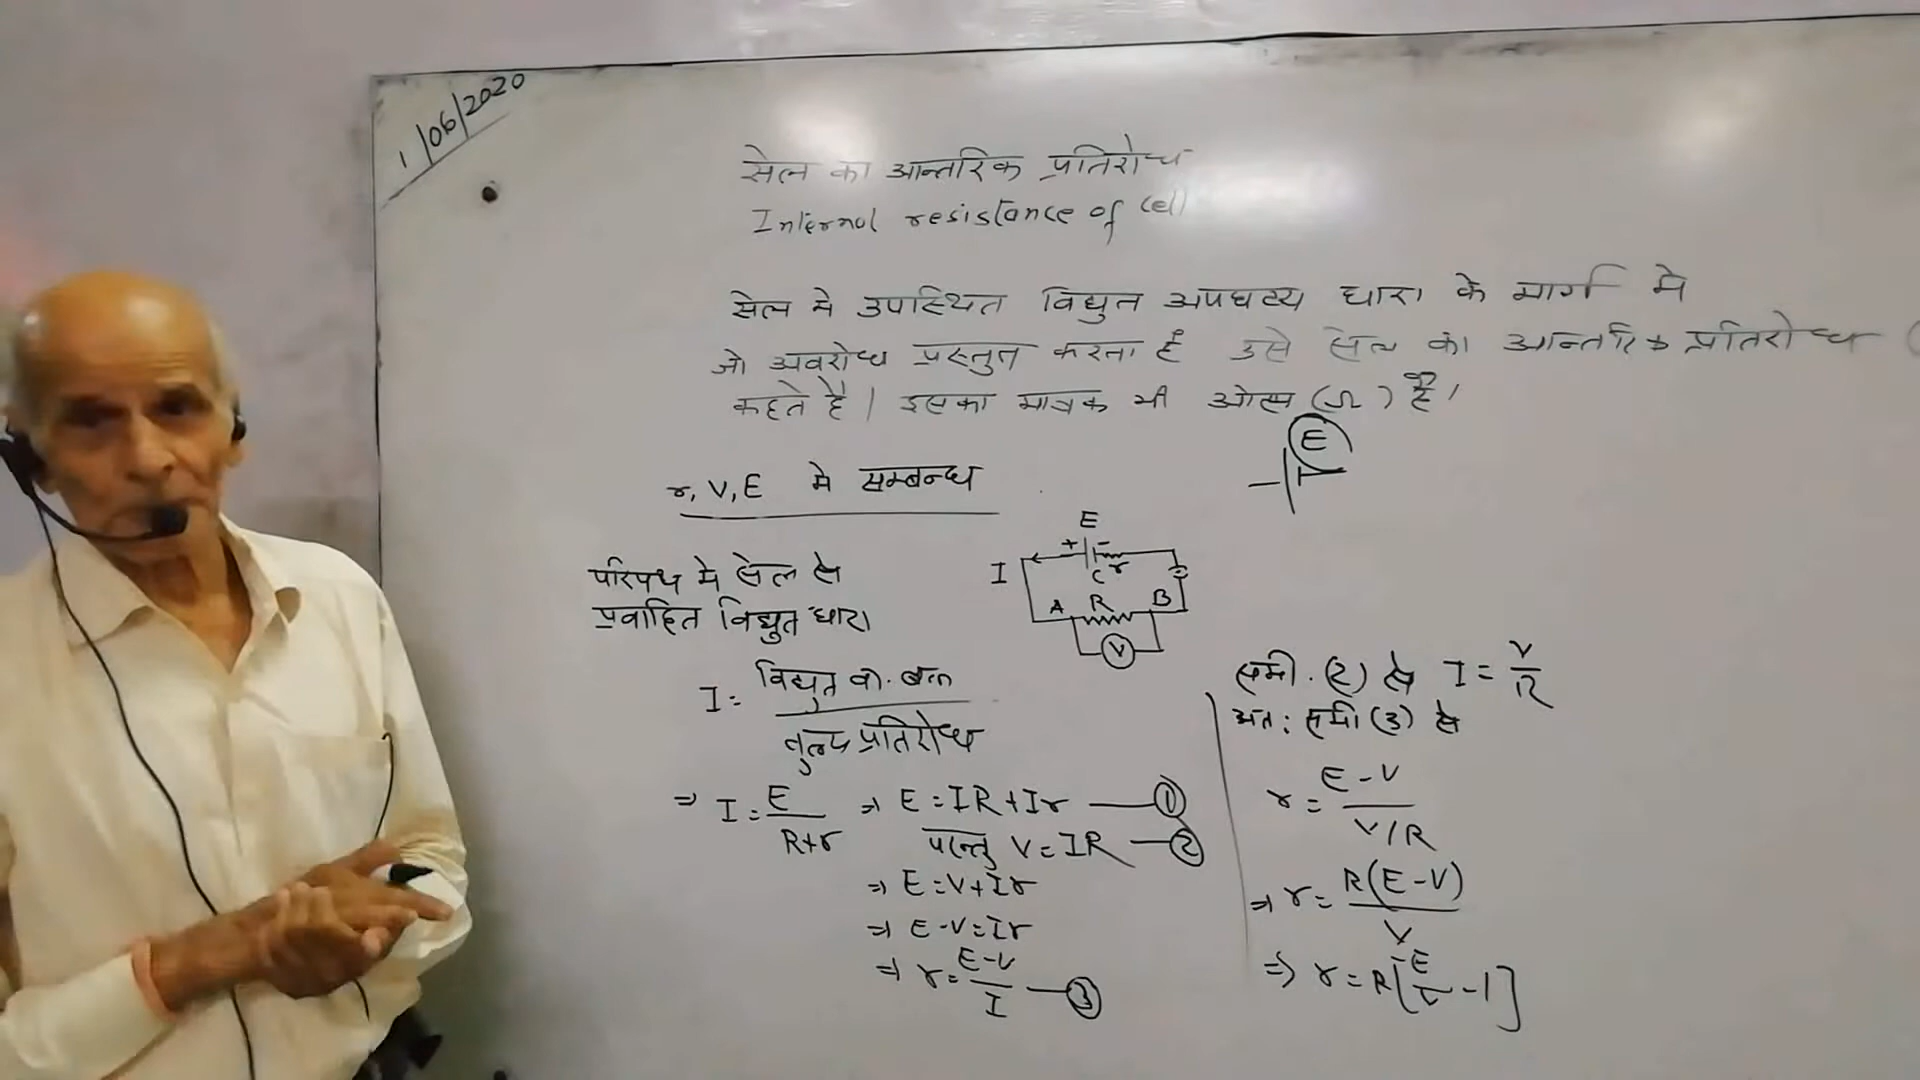 1/06/2020
सेल का आन्तरिक प्रतिरोध
Internal resistance of cell
सेल मे उपस्थित विद्युत अपघट्य धारा के मार्ग मे
जो अवरोध प्रस्तुत करता है उसे सेल का आन्तरिक प्रतिरोध
कहते है। इसका मात्रक भी ओह्म (Ω) है।
E
r, V, E मे सम्बन्ध
E
+ -
I
C r
A R B
V
परिपथ मे सेल से
प्रवाहित विद्युत धारा
I = विद्युत वा. बल / तुल्य प्रतिरोध
⇒ I = E/(R+r) ⇒ E = IR + Ir — ①
परन्तु V = IR — ②
⇒ E = V + Ir
⇒ E - V = Ir
⇒ r = (E-V)/I — ③
समी. (2) से I = V/R
अत: समी (3) से
r = (E-V)/(V/R)
⇒ r = R(E-V)/V
⇒ r = R[E/V - 1]